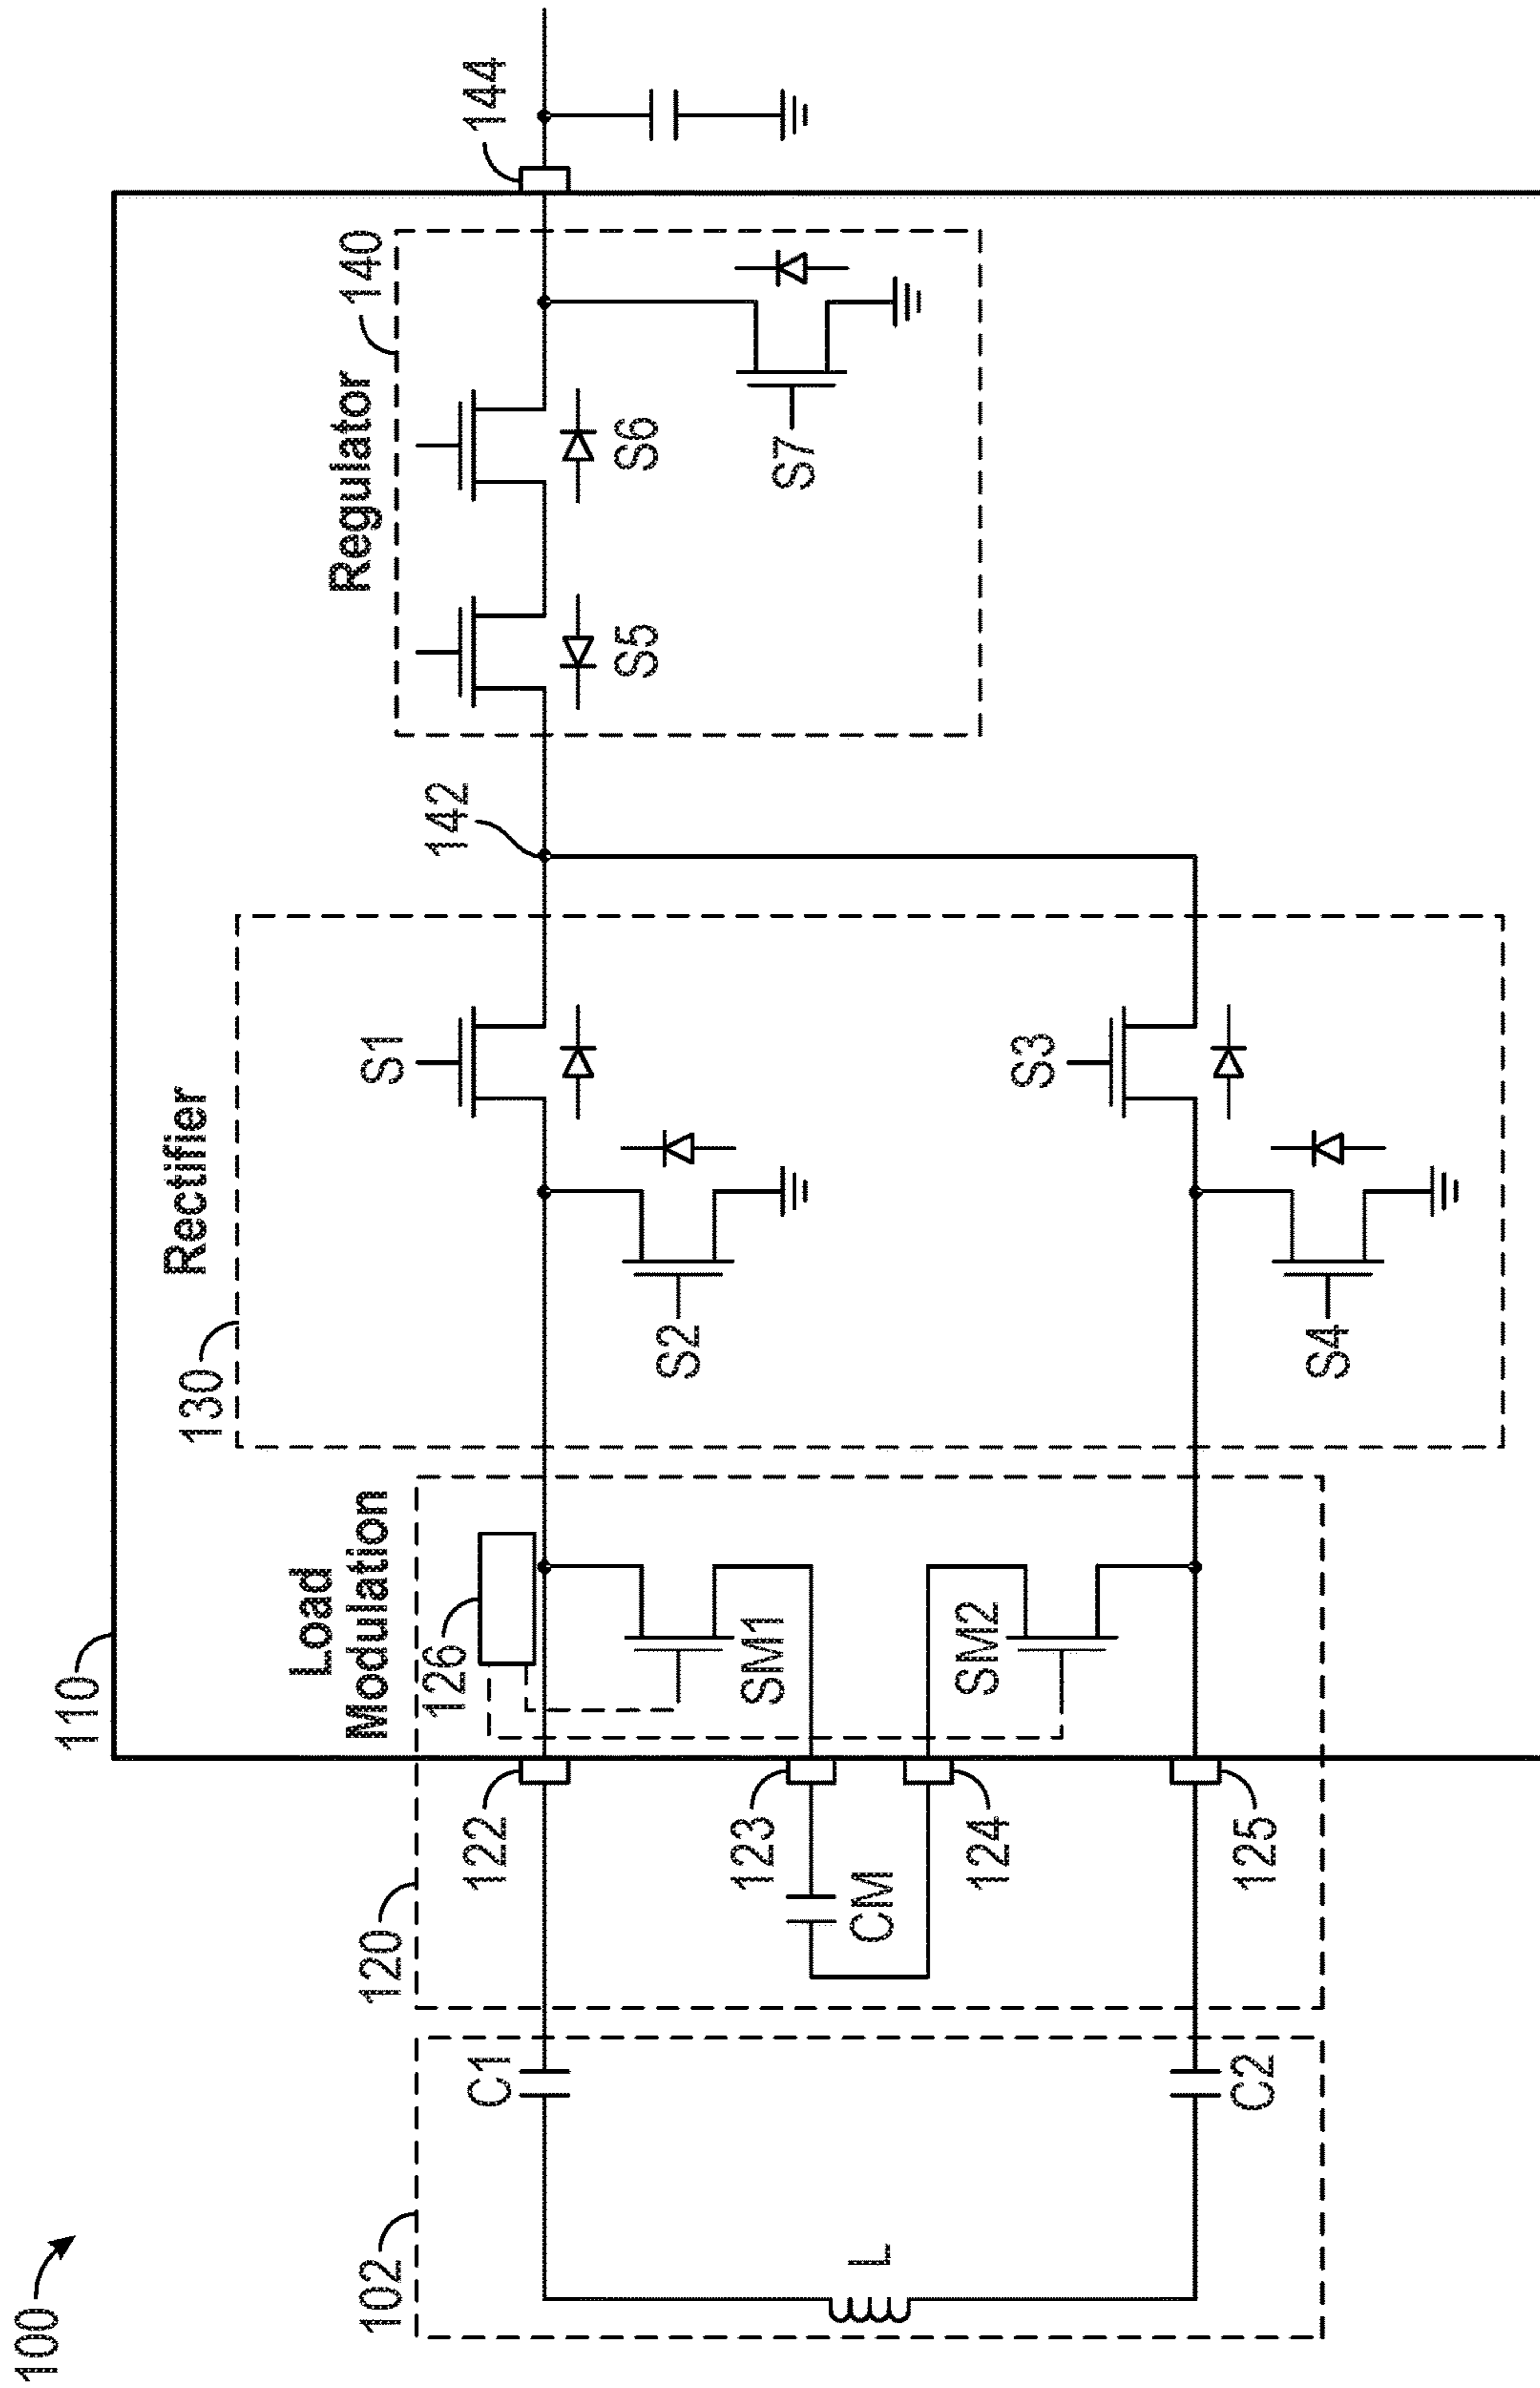 100
110
102
120
Load
Modulation
130
Rectifier
Regulator
140
126
122
123
124
125
C1
C2
L
CM
SM1
SM2
S1
S2
S3
S4
142
S5
S6
S7
144